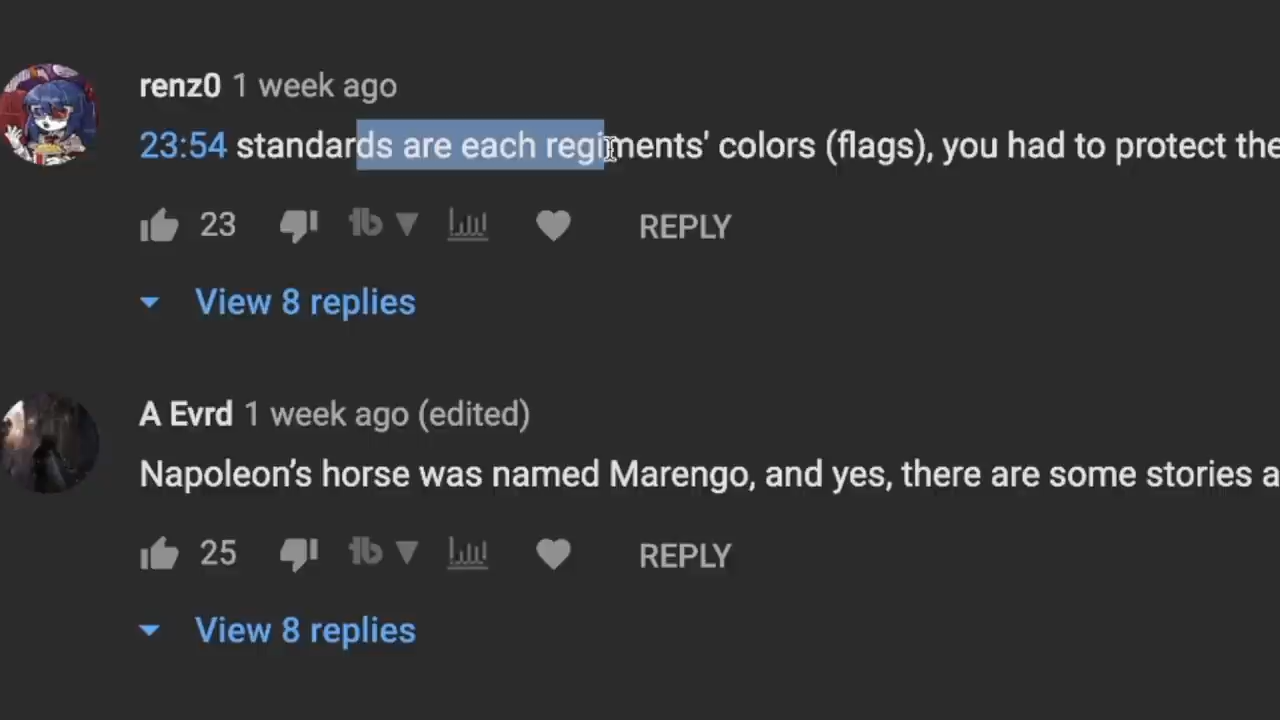 renz0 1 week ago
23:54 standards are each regiments' colors (flags), you had to protect the
23 REPLY
View 8 replies
A Evrd 1 week ago (edited)
Napoleon’s horse was named Marengo, and yes, there are some stories a
25 REPLY
View 8 replies